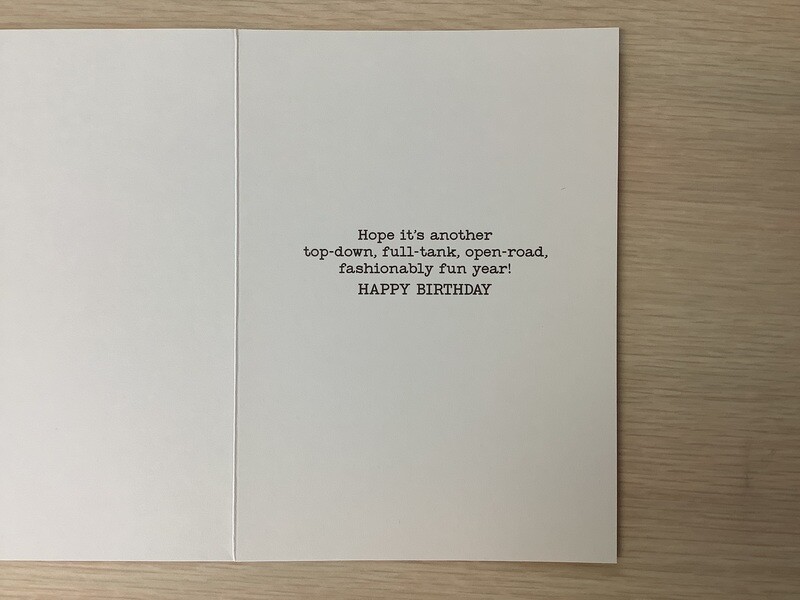 Hope it's another
top-down, full-tank, open-road,
fashionably fun year!
HAPPY BIRTHDAY